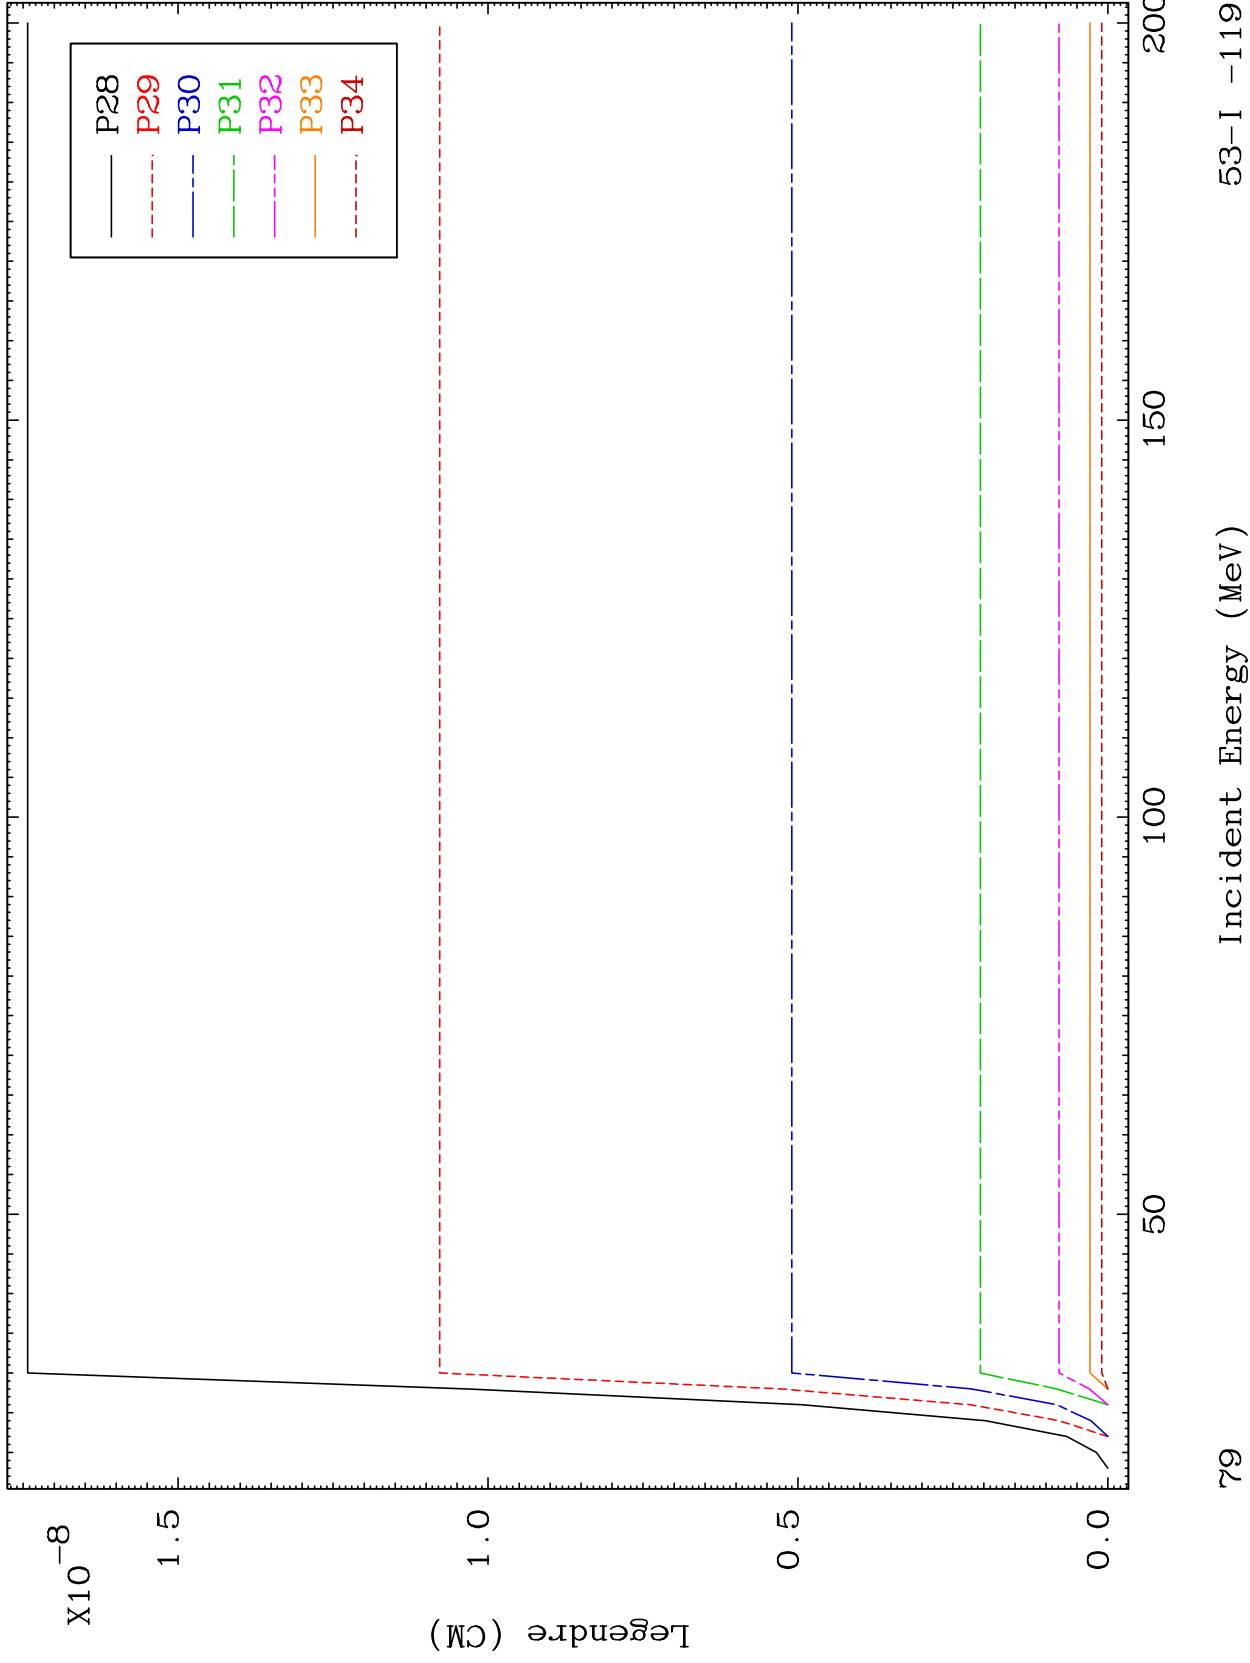 X10-8
1.5
1.0
0.5
0.0
Legendre (CM)
P28
P29
P30
P31
P32
P33
P34
50
100
150
200
Incident Energy (MeV)
79
53-I -119